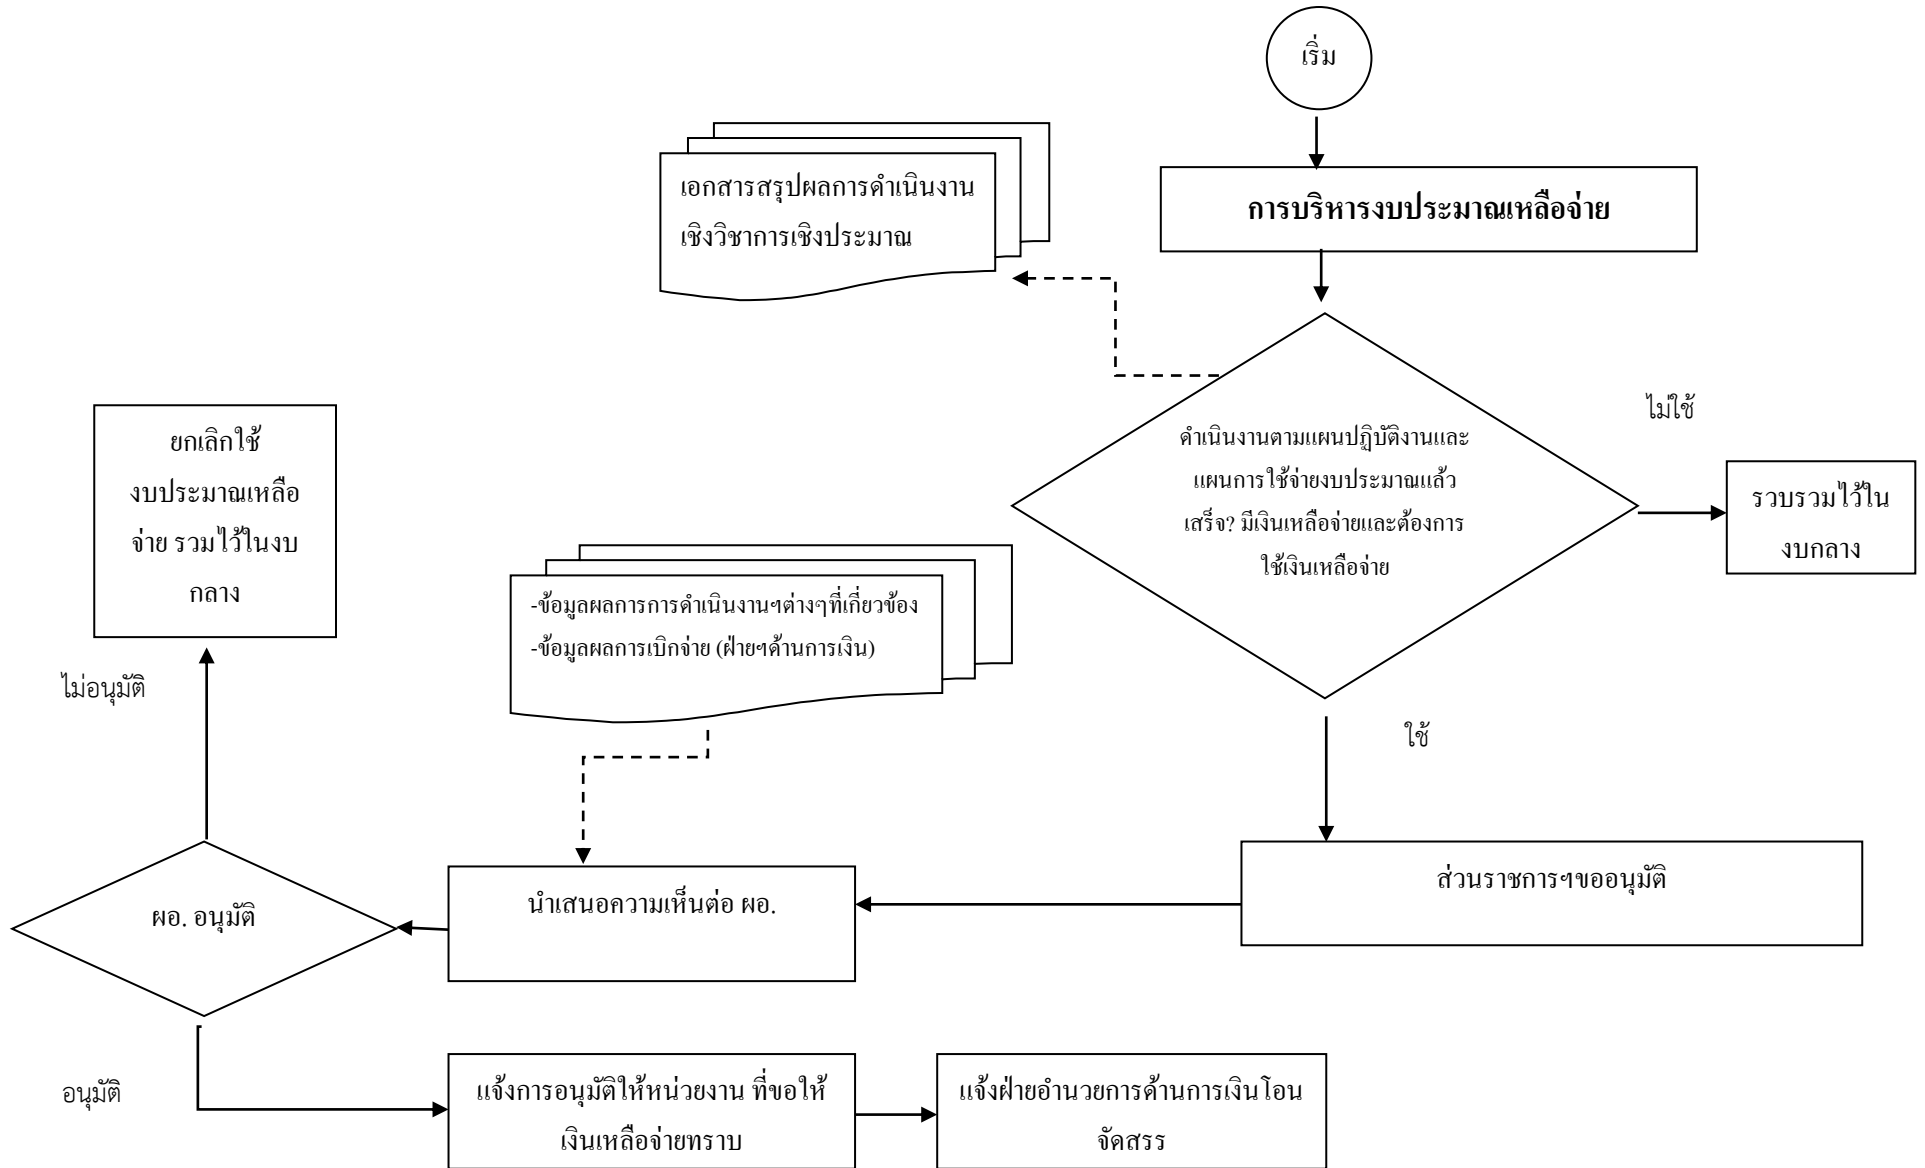 เริ่ม
การบริหารงบประมาณเหลือจ่าย
เอกสารสรุปผลการดำเนินงาน
เชิงวิชาการเชิงประมาณ
ดำเนินงานตามแผนปฏิบัติงานและ
แผนการใช้จ่ายงบประมาณแล้ว
เสร็จ? มีเงินเหลือจ่ายและต้องการ
ใช้เงินเหลือจ่าย
ไม่ใช้
รวบรวมไว้ใน
งบกลาง
ใช้
ส่วนราชการฯขออนุมัติ
-ข้อมูลผลการการดำเนินงานฯต่างๆที่เกี่ยวข้อง
-ข้อมูลผลการเบิกจ่าย (ฝ่ายฯด้านการเงิน)
นำเสนอความเห็นต่อ ผอ.
ผอ. อนุมัติ
ไม่อนุมัติ
ยกเลิกใช้
งบประมาณเหลือ
จ่าย รวมไว้ในงบ
กลาง
อนุมัติ
แจ้งการอนุมัติให้หน่วยงาน ที่ขอให้
เงินเหลือจ่ายทราบ
แจ้งฝ่ายอำนวยการด้านการเงินโอน
จัดสรร